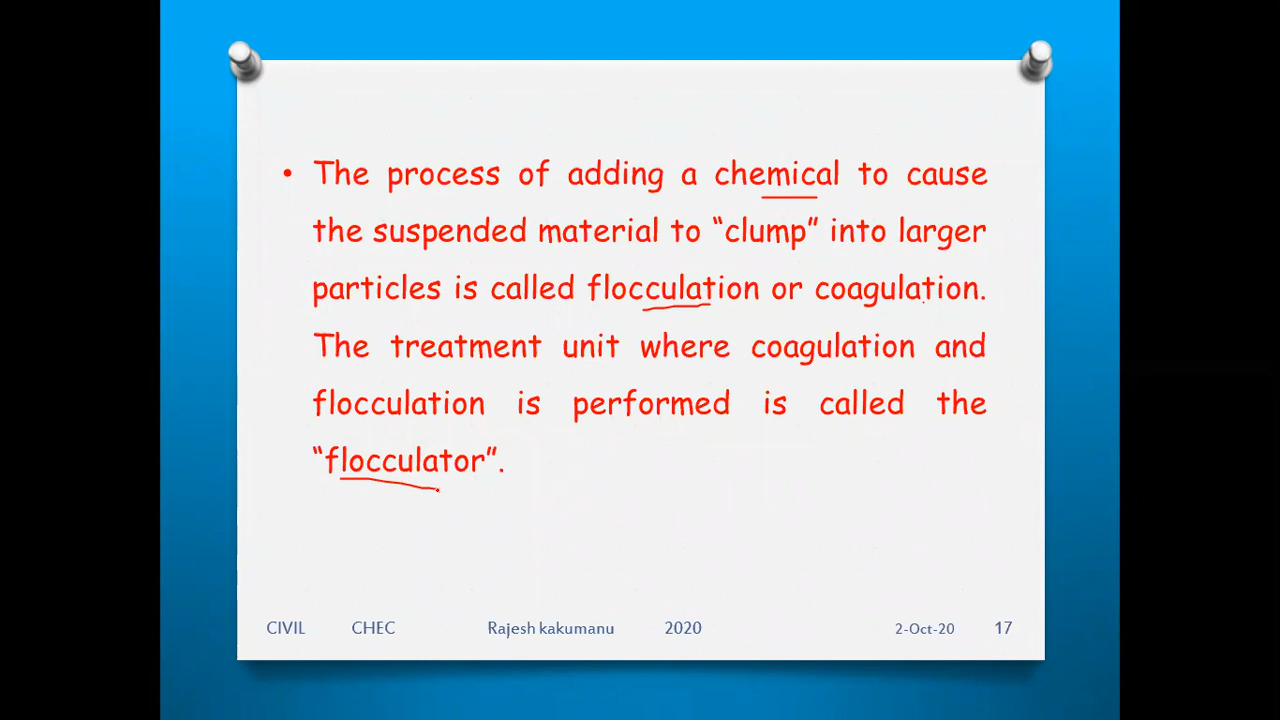 • The process of adding a chemical to cause
the suspended material to “clump” into larger
particles is called flocculation or coagulation.
The treatment unit where coagulation and
flocculation is performed is called the
“flocculator”.
CIVIL CHEC Rajesh kakumanu 2020 2-Oct-20 17